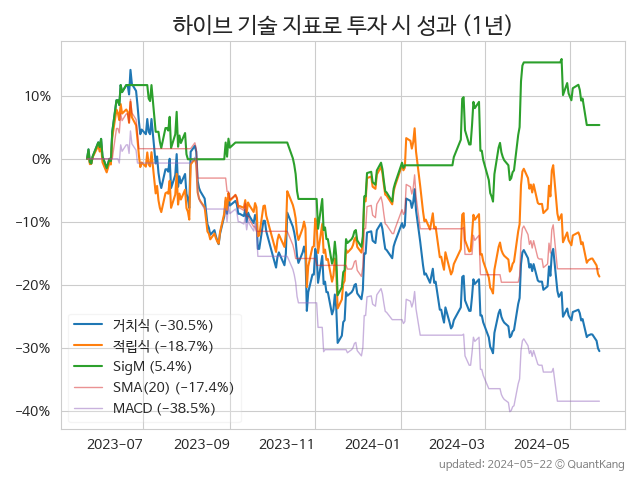 하이브 기술 지표로 투자 시 성과 (1년)
10%
0%
−10%
−20%
−30%
−40%
거치식 (−30.5%)
적립식 (−18.7%)
SigM (5.4%)
SMA(20) (−17.4%)
MACD (−38.5%)
2023−07
2023−09
2023−11
2024−01
2024−03
2024−05
updated: 2024−05−22 © QuantKang